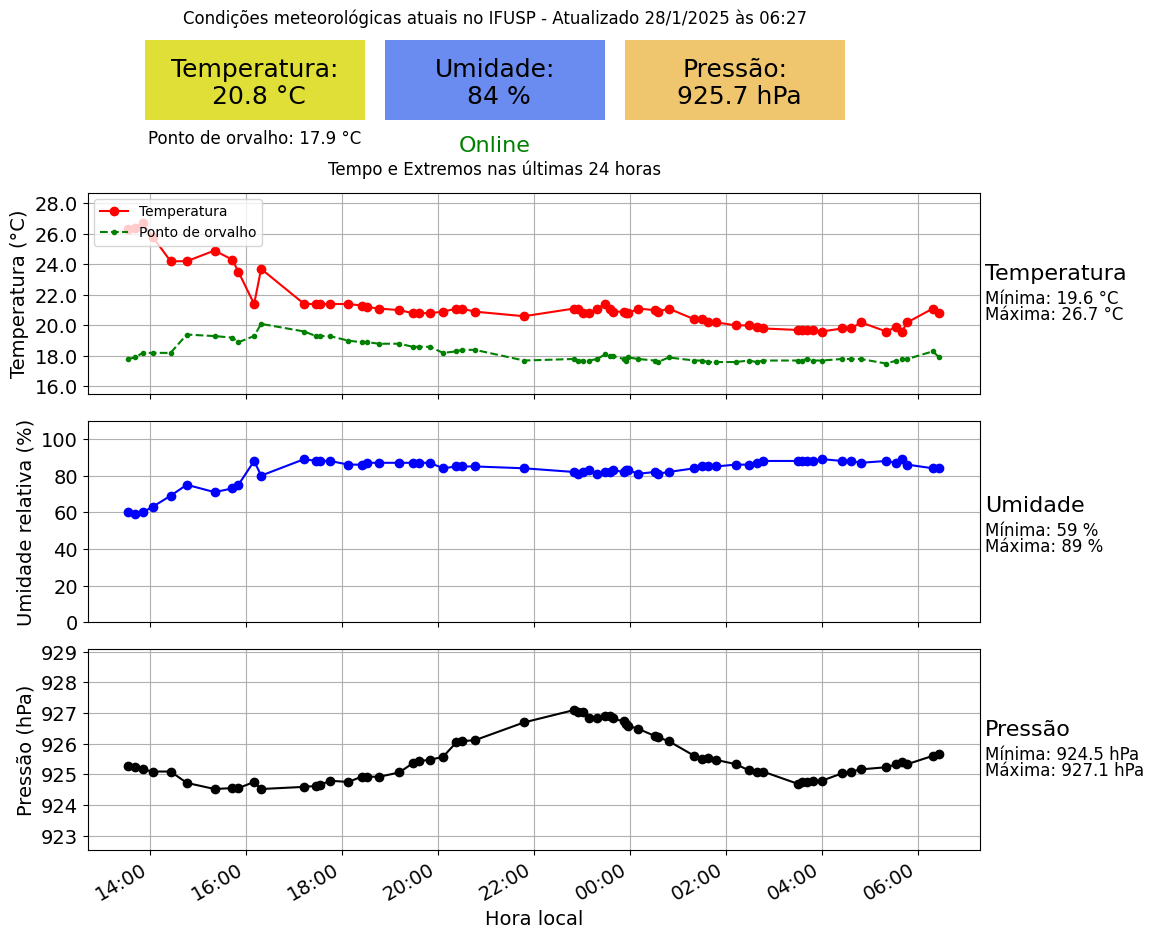 Condições meteorológicas atuais no IFUSP - Atualizado 28/1/2025 às 06:27
Temperatura:
20.8 °C
Umidade:
84 %
Pressão:
925.7 hPa
Ponto de orvalho: 17.9 °C
Online
Tempo e Extremos nas últimas 24 horas
Temperatura (°C)
28.0
26.0
24.0
22.0
20.0
18.0
16.0
Temperatura
Ponto de orvalho
Temperatura
Mínima: 19.6 °C
Máxima: 26.7 °C
Umidade relativa (%)
100
80
60
40
20
0
Umidade
Mínima: 59 %
Máxima: 89 %
Pressão (hPa)
929
928
927
926
925
924
923
Pressão
Mínima: 924.5 hPa
Máxima: 927.1 hPa
14:00 16:00 18:00 20:00 22:00 00:00 02:00 04:00 06:00
Hora local